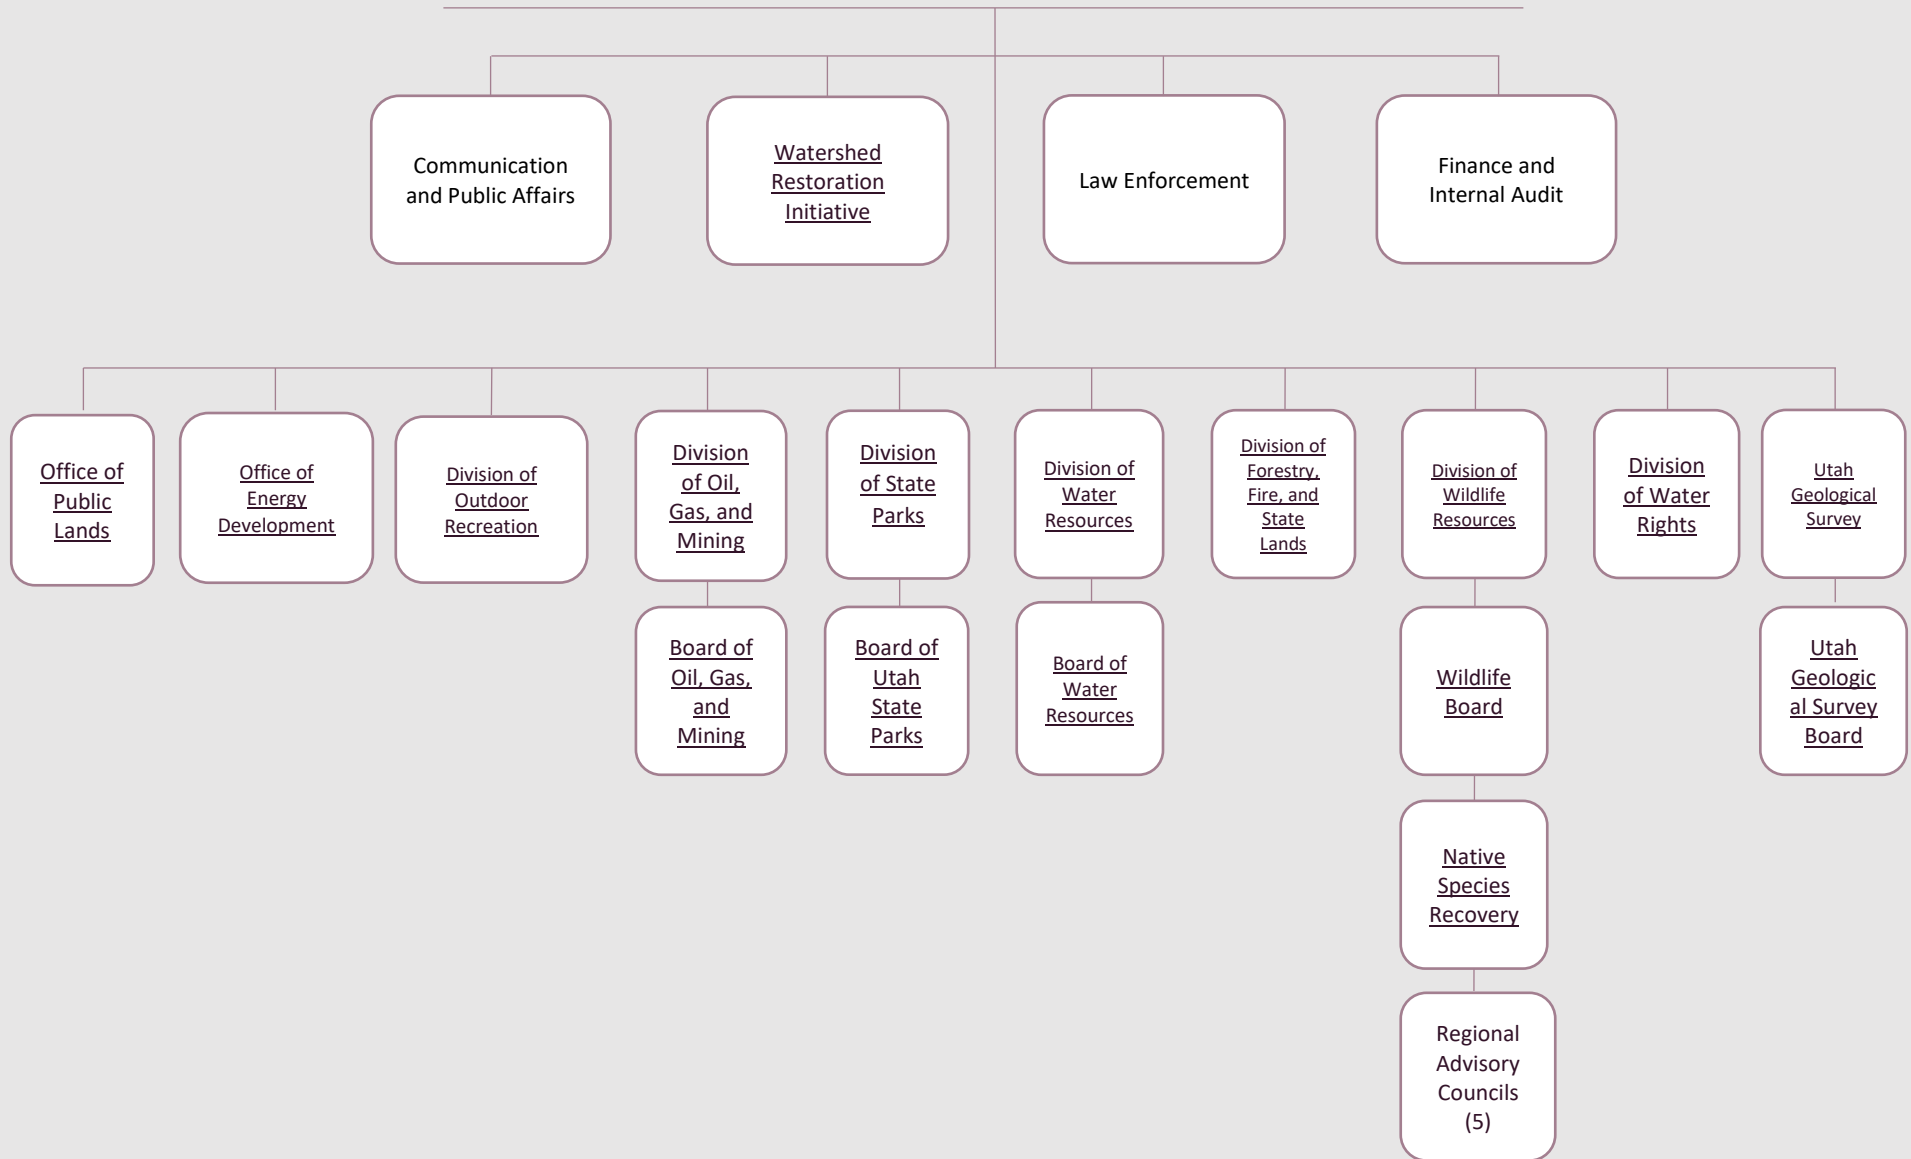 Communication
and Public Affairs
Watershed
Restoration
Initiative
Law Enforcement
Finance and
Internal Audit
Office of
Public
Lands
Office of
Energy
Development
Division of
Outdoor
Recreation
Division
of Oil,
Gas, and
Mining
Division
of State
Parks
Division of
Water
Resources
Division of
Forestry,
Fire, and
State
Lands
Division of
Wildlife
Resources
Division
of Water
Rights
Utah
Geological
Survey
Board of
Oil, Gas,
and
Mining
Board of
Utah
State
Parks
Board of
Water
Resources
Wildlife
Board
Utah
Geologic
al Survey
Board
Native
Species
Recovery
Regional
Advisory
Councils
(5)